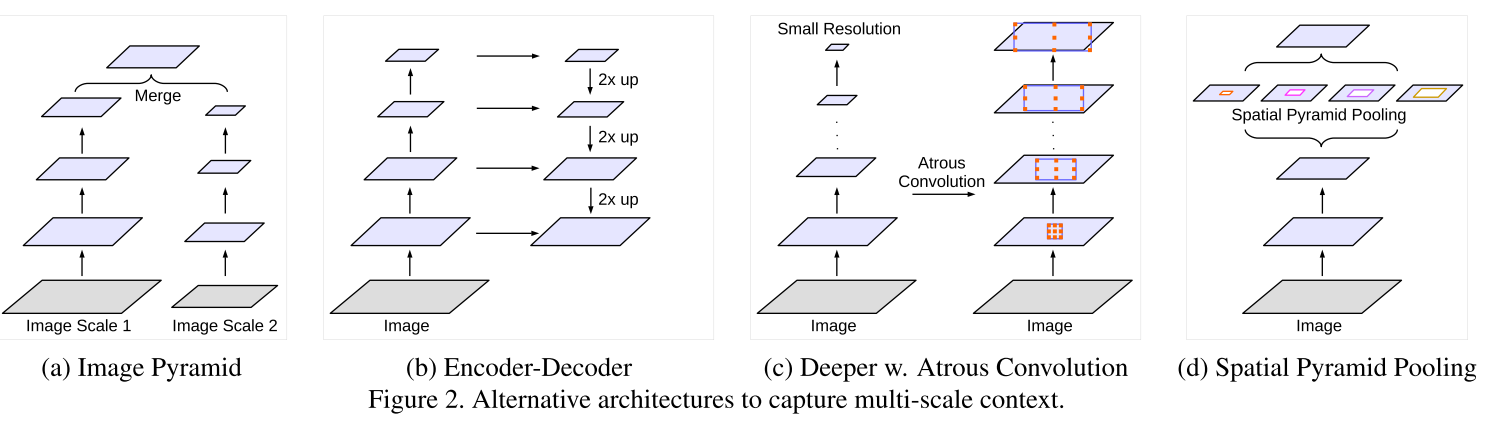 Merge
Image Scale 1
Image Scale 2
(a) Image Pyramid
2x up
2x up
2x up
Image
(b) Encoder-Decoder
Small Resolution
Atrous
Convolution
Image
Image
(c) Deeper w. Atrous Convolution
Spatial Pyramid Pooling
Image
(d) Spatial Pyramid Pooling
Figure 2. Alternative architectures to capture multi-scale context.